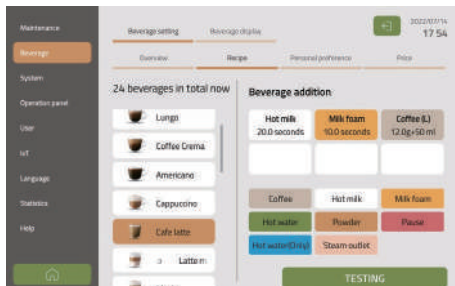 Maintenance
Beverage
System
Operation panel
User
IoT
Language
Statistics
Help
Beverage setting
Beverage display
2022/07/14
17 54
Overview
Recipe
Personal preference
Price
24 beverages in total now
Lungo
Coffee Crema
Americano
Cappuccino
Cafe latte
Latte m
Beverage addition
Hot milk
20.0 seconds
Milk foam
10.0 seconds
Coffee (L)
12.0g+50 ml
Coffee
Hot milk
Milk foam
Hot water
Powder
Pause
Hot water(Only)
Steam outlet
TESTING